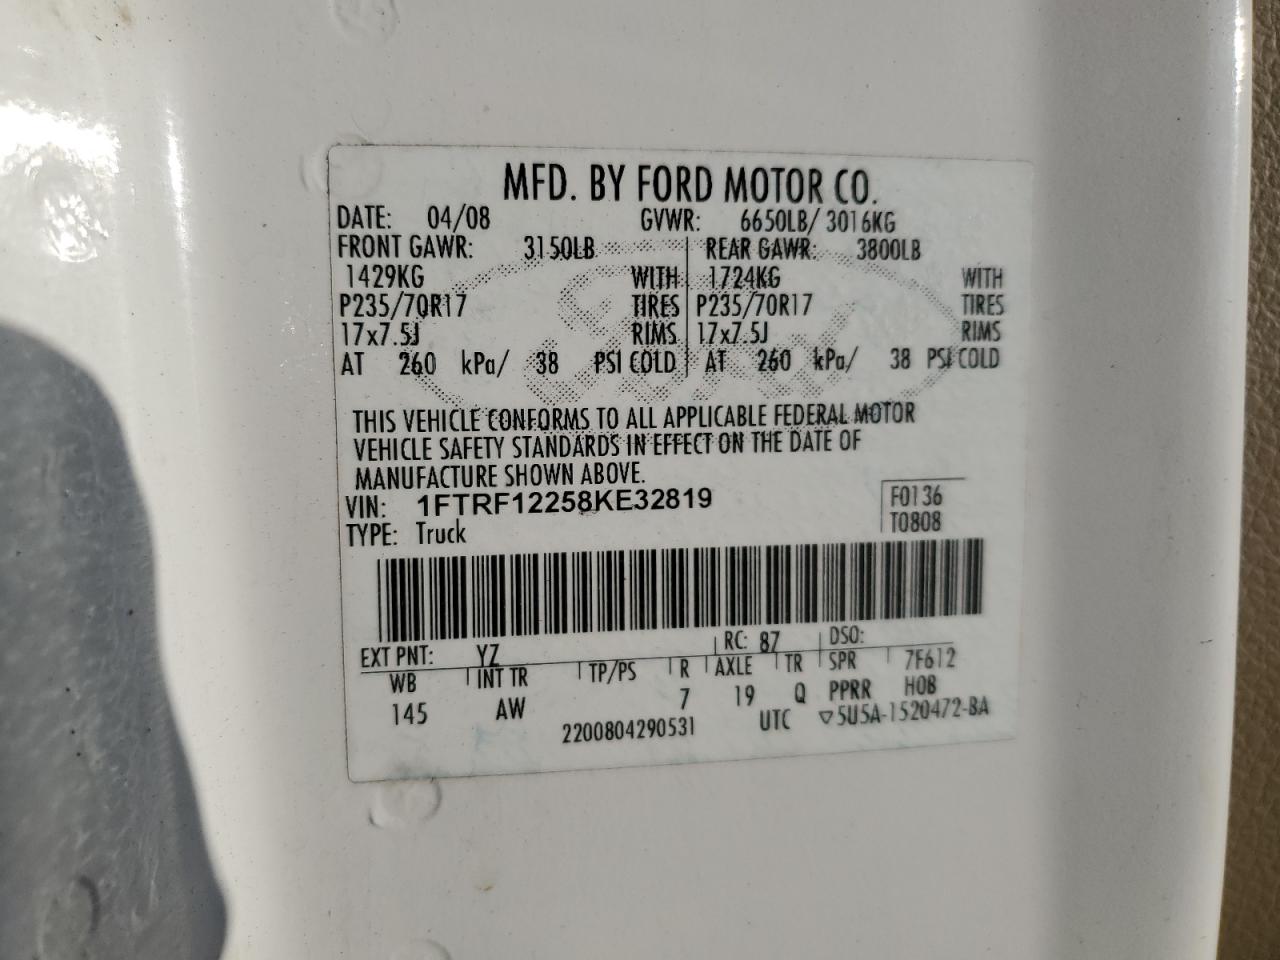 MFD. BY FORD MOTOR CO.
DATE: 04/08 GVWR: 6650LB/ 3016KG
FRONT GAWR: 3150LB REAR GAWR: 3800LB
1429KG WITH 1724KG WITH
P235/70R17 TIRES P235/70R17 TIRES
17x7.5J RIMS 17x7.5J RIMS
AT 260 kPa/ 38 PSI COLD AT 260 kPa/ 38 PSI COLD
THIS VEHICLE CONFORMS TO ALL APPLICABLE FEDERAL MOTOR
VEHICLE SAFETY STANDARDS IN EFFECT ON THE DATE OF
MANUFACTURE SHOWN ABOVE.
VIN: 1FTRF12258KE32819 F0136
TYPE: Truck T0808
EXT PNT: YZ RC: 87 DSO:
WB INT TR TP/PS R AXLE TR SPR 7F612
145 AW 7 19 Q PPRR H08
2200804290531 UTC ▽5U5A-1520472-BA